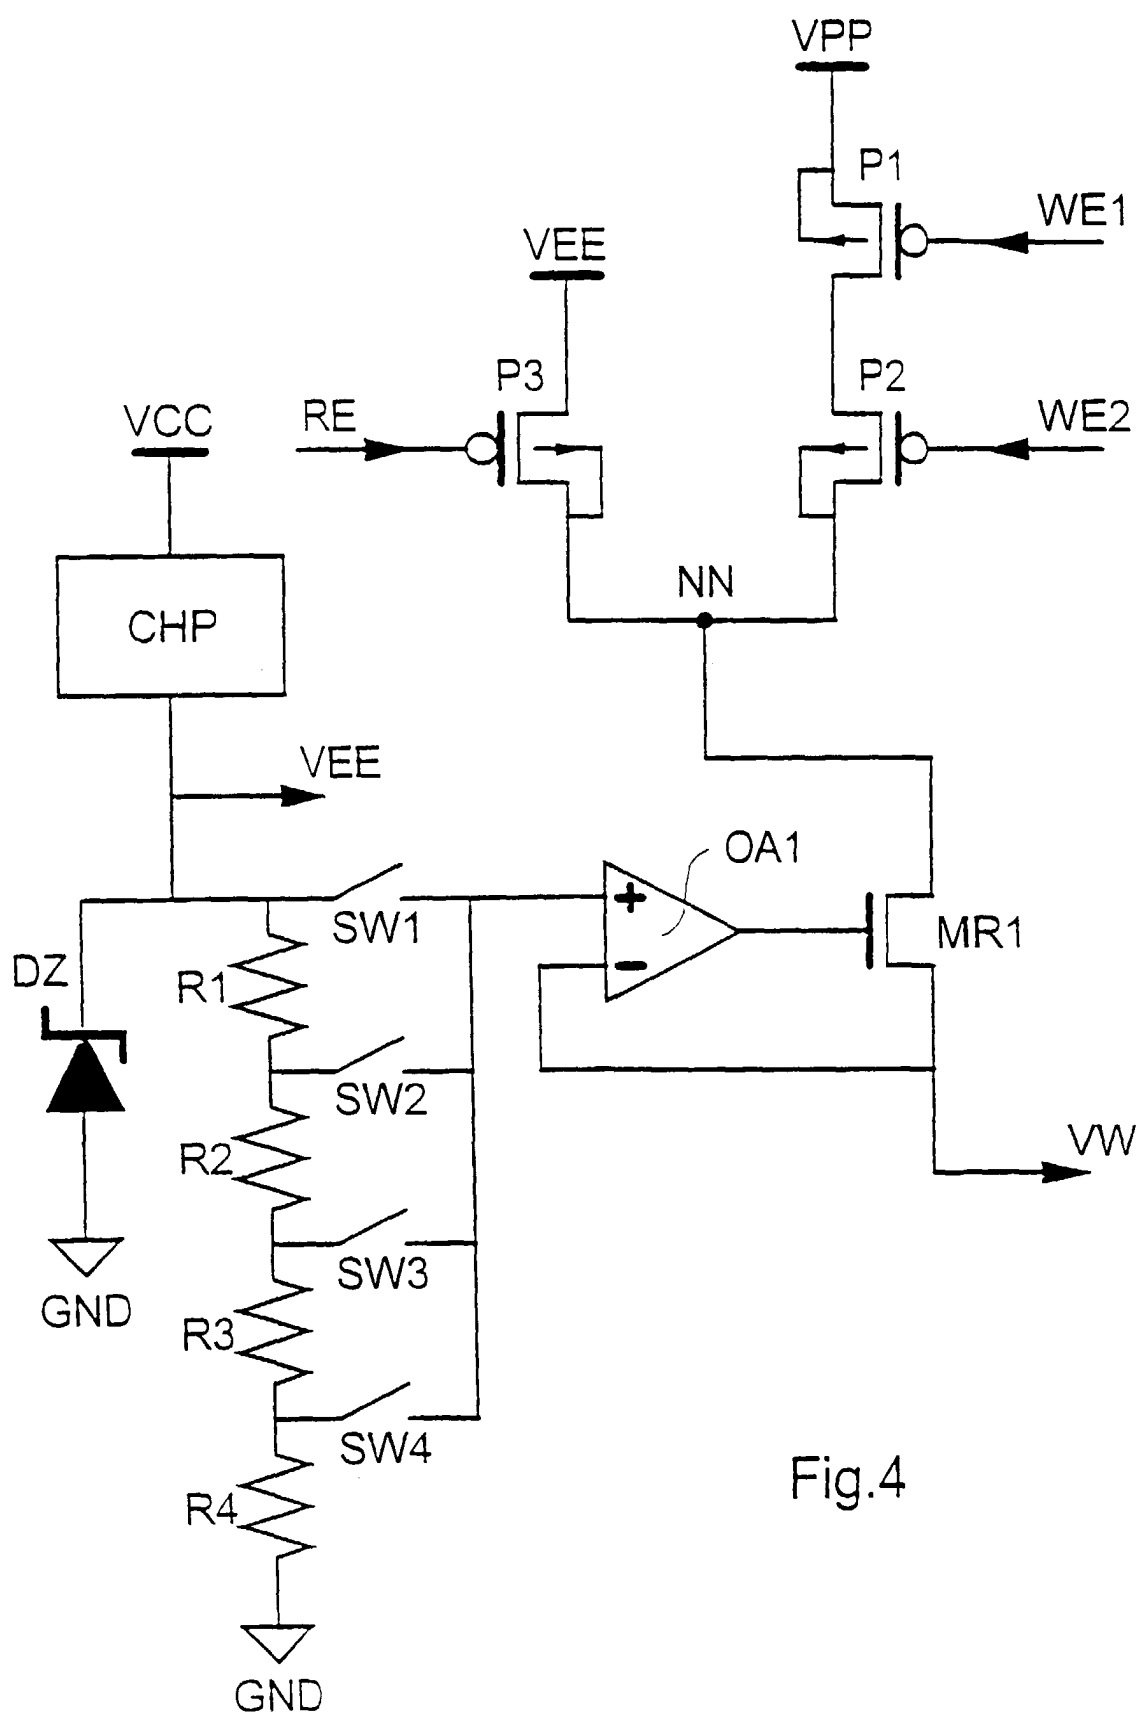 VPP
P1
WE1
VEE
P3
P2
RE
WE2
VCC
NN
CHP
VEE
OA1
+
SW1
MR1
DZ
R1
−
SW2
VW
R2
SW3
GND
R3
SW4
Fig.4
R4
GND